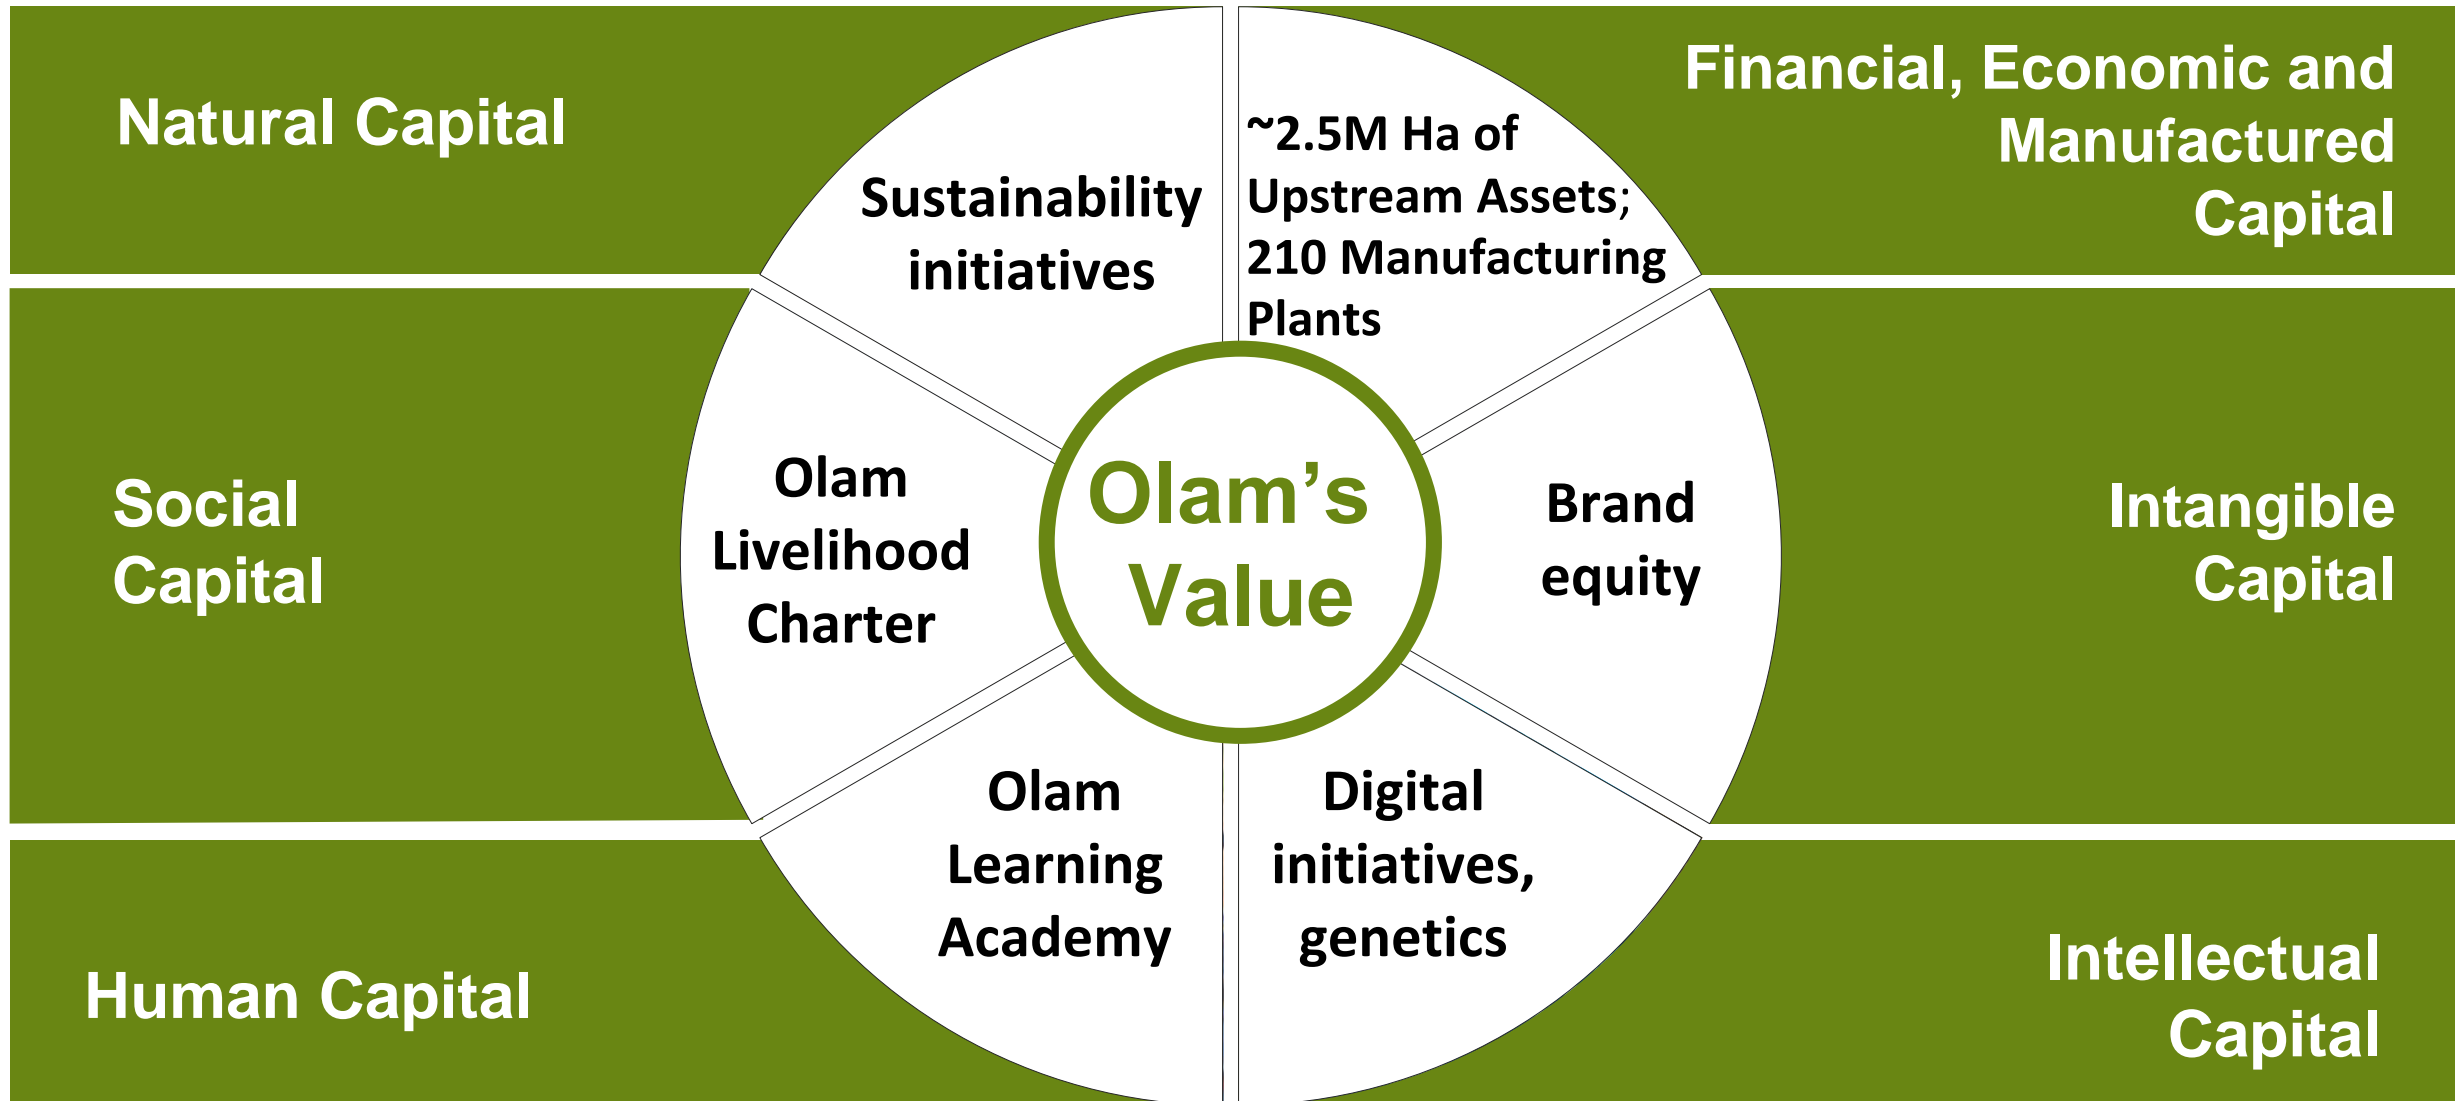 Natural Capital
Sustainability
initiatives
~2.5M Ha of
Upstream Assets;
210 Manufacturing
Plants
Financial, Economic and
Manufactured
Capital
Social
Capital
Olam
Livelihood
Charter
Olam's
Value
Brand
equity
Intangible
Capital
Human Capital
Olam
Learning
Academy
Digital
initiatives,
genetics
Intellectual
Capital